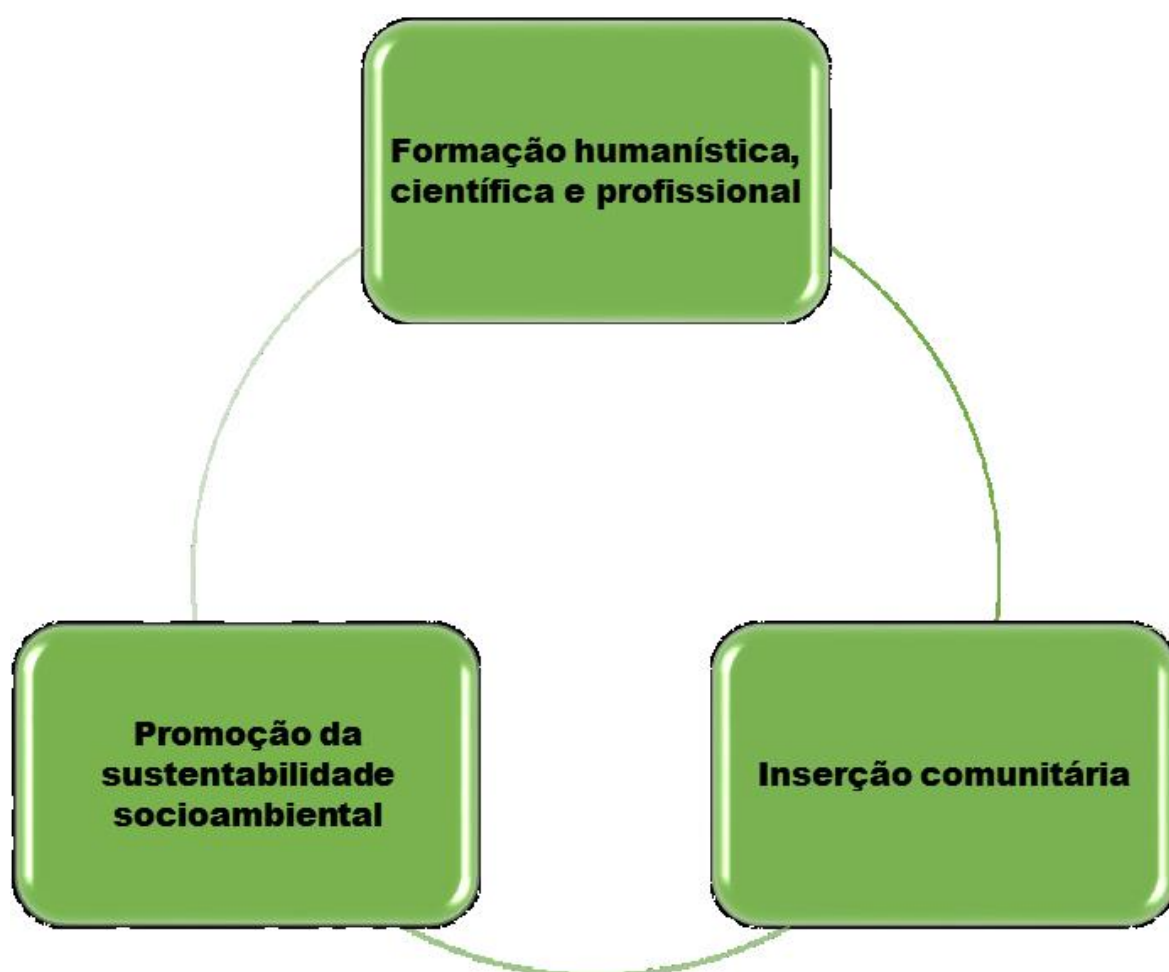 Formação humanística,
científica e profissional
Promoção da
sustentabilidade
socioambiental
Inserção comunitária